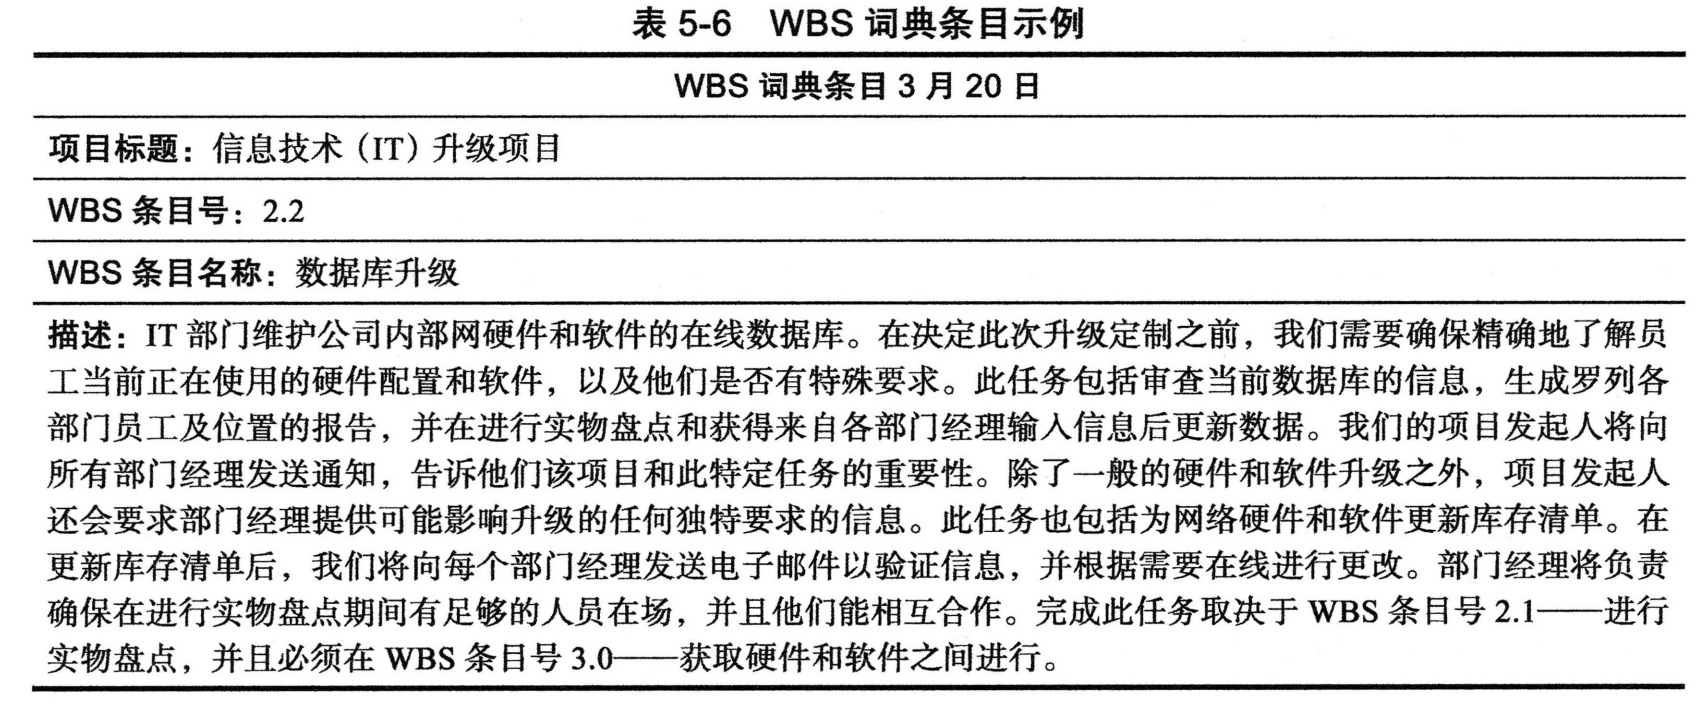 表 5-6 WBS 词典条目示例
WBS 词典条目 3 月 20 日
项目标题：信息技术（IT）升级项目
WBS 条目号：2.2
WBS 条目名称：数据库升级
描述：IT 部门维护公司内部网硬件和软件的在线数据库。在决定此次升级定制之前，我们需要确保精确地了解员
工当前正在使用的硬件配置和软件，以及他们是否有特殊要求。此任务包括审查当前数据库的信息，生成罗列各
部门员工及位置的报告，并在进行实物盘点和获得来自各部门经理输入信息后更新数据。我们的项目发起人将向
所有部门经理发送通知，告诉他们该项目和此特定任务的重要性。除了一般的硬件和软件升级之外，项目发起人
还会要求部门经理提供可能影响升级的任何独特要求的信息。此任务也包括为网络硬件和软件更新库存清单。在
更新库存清单后，我们将向每个部门经理发送电子邮件以验证信息，并根据需要在线进行更改。部门经理将负责
确保在进行实物盘点期间有足够的人员在场，并且他们能相互合作。完成此任务取决于 WBS 条目号 2.1——进行
实物盘点，并且必须在 WBS 条目号 3.0——获取硬件和软件之间进行。